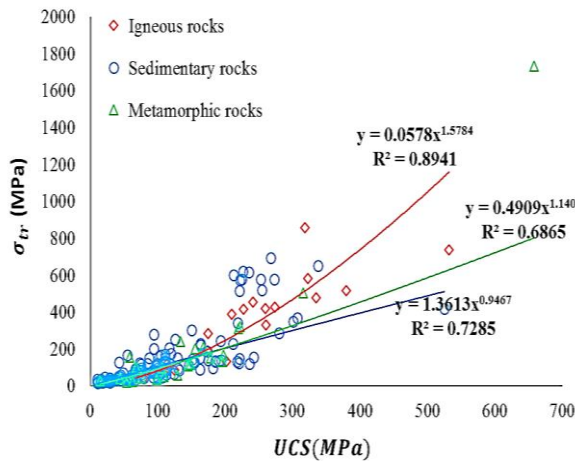 2000
1800
1600
1400
1200
1000
800
600
400
200
0
σtr (MPa)
Igneous rocks
Sedimentary rocks
Metamorphic rocks
y = 0.0578x^1.5784
R² = 0.8941
y = 0.4909x^1.140
R² = 0.6865
y = 1.3613x^0.9467
R² = 0.7285
0 100 200 300 400 500 600 700
UCS(MPa)